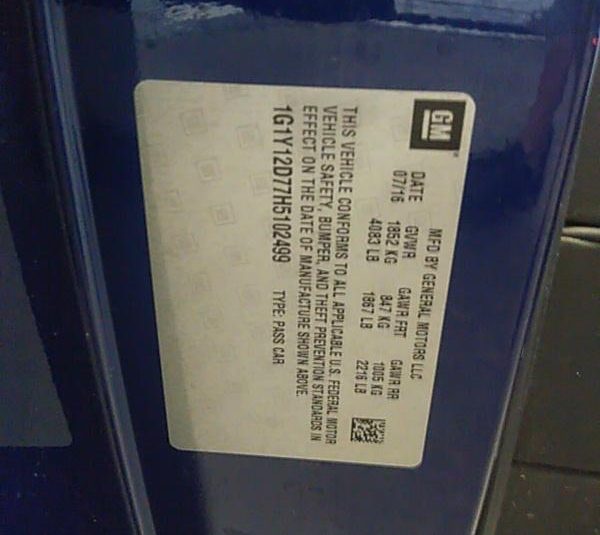 GM
MFD BY GENERAL MOTORS LLC
DATE GVWR GAWR FRT GAWR RR
07/16 1852 KG 847 KG 1005 KG
4083 LB 1867 LB 2216 LB
THIS VEHICLE CONFORMS TO ALL APPLICABLE U.S. FEDERAL MOTOR
VEHICLE SAFETY, BUMPER, AND THEFT PREVENTION STANDARDS IN
EFFECT ON THE DATE OF MANUFACTURE SHOWN ABOVE.
1G1Y12D77H5102499 TYPE: PASS CAR